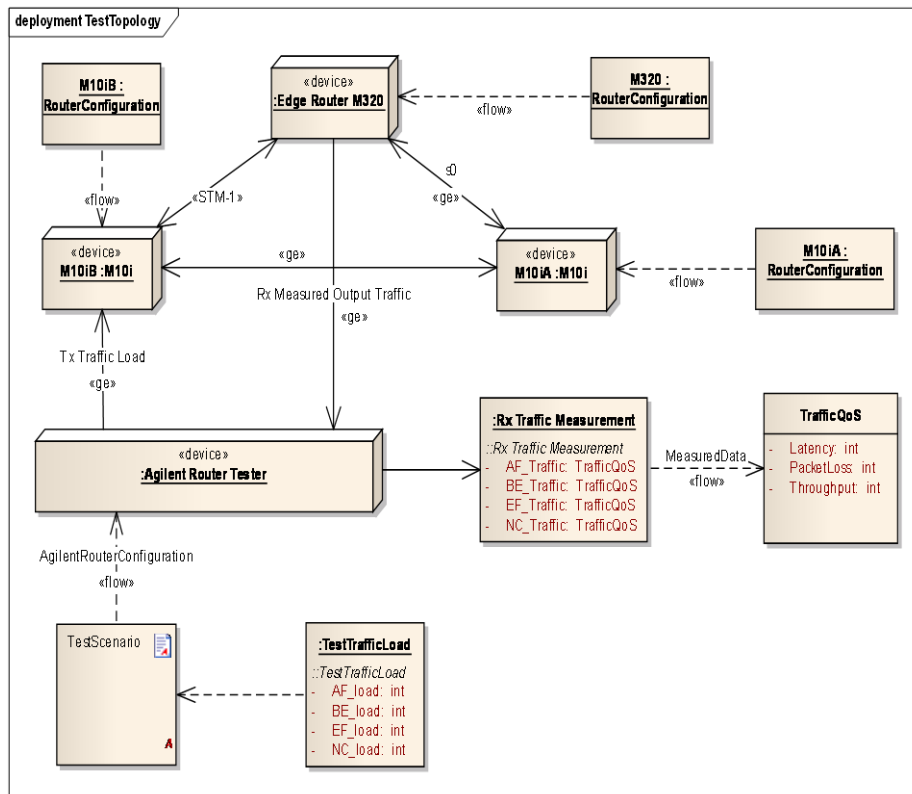 deployment TestTopology
M10iB :
RouterConfiguration
«device»
:Edge Router M320
M320 :
RouterConfiguration
«flow»
«flow»
«STM-1»
s0
«ge»
«device»
M10iB :M10i
«ge»
«device»
M10iA :M10i
M10iA :
RouterConfiguration
«flow»
Rx Measured Output Traffic
«ge»
Tx Traffic Load
«ge»
«device»
:Agilent Router Tester
:Rx Traffic Measurement
::Rx Traffic Measurement
- AF_Traffic: TrafficQoS
- BE_Traffic: TrafficQoS
- EF_Traffic: TrafficQoS
- NC_Traffic: TrafficQoS
MeasuredData
«flow»
TrafficQoS
- Latency: int
- PacketLoss: int
- Throughput: int
AgilentRouterConfiguration
«flow»
TestScenario
A
:TestTrafficLoad
::TestTrafficLoad
- AF_load: int
- BE_load: int
- EF_load: int
- NC_load: int